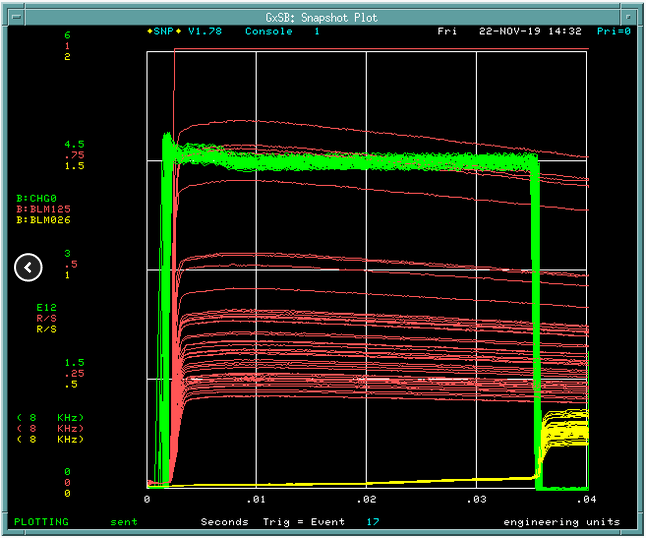 GxSB: Snapshot Plot
6
1
2
◆SNP◆ V1.78 Console 1 Fri 22-NOV-19 14:32 Pri=0
4.5
.75
1.5
B:CHG0
B:BLM125
B:BLM026
3
.5
1
E12
R/S
R/S
1.5
.25
.5
( 8 KHz)
( 8 KHz)
( 8 KHz)
0
0
0
0 .01 .02 .03 .04
PLOTTING sent Seconds Trig = Event 17 engineering units